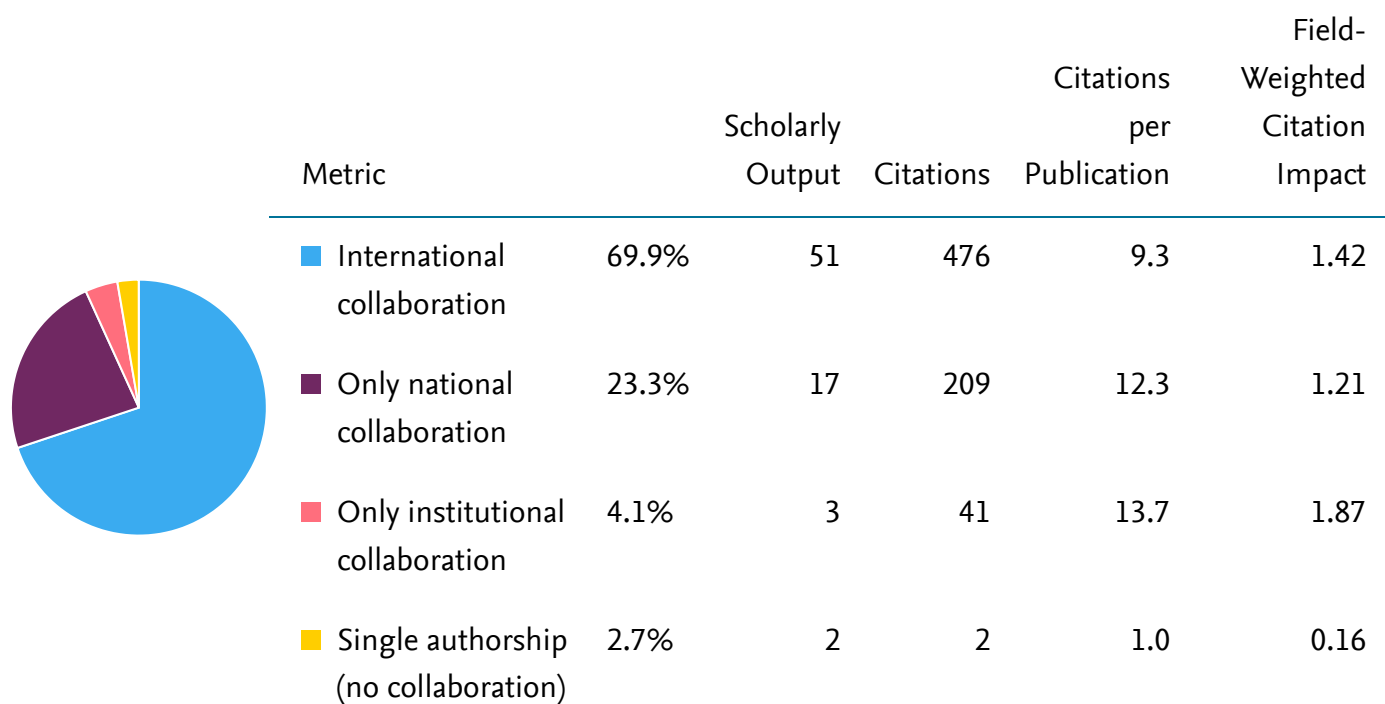 Field-
Citations Weighted
Scholarly per Citation
Metric Output Citations Publication Impact
International 69.9% 51 476 9.3 1.42
collaboration
Only national 23.3% 17 209 12.3 1.21
collaboration
Only institutional 4.1% 3 41 13.7 1.87
collaboration
Single authorship 2.7% 2 2 1.0 0.16
(no collaboration)